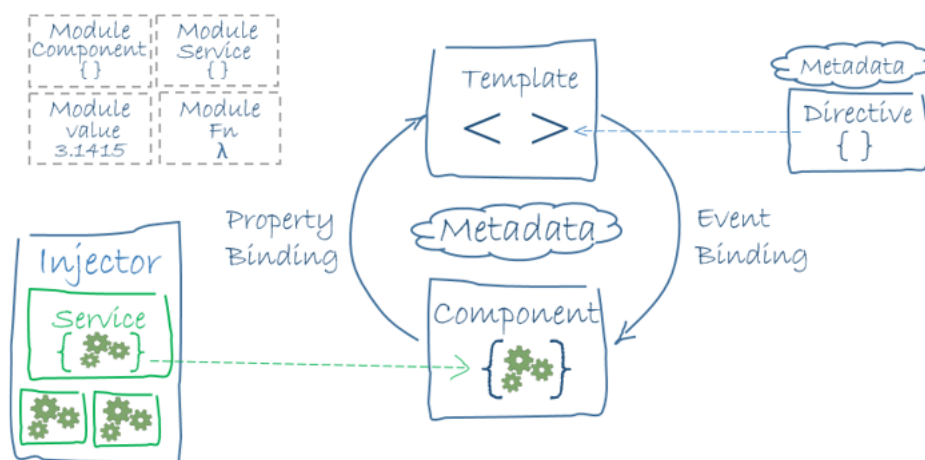 Module
Component
{ }
Module
Service
{ }
Module
value
3.1415
Module
Fn
λ
Template
< >
Metadata
Directive
{ }
Property
Binding
Metadata
Event
Binding
Injector
Service
{ }
Component
{ }